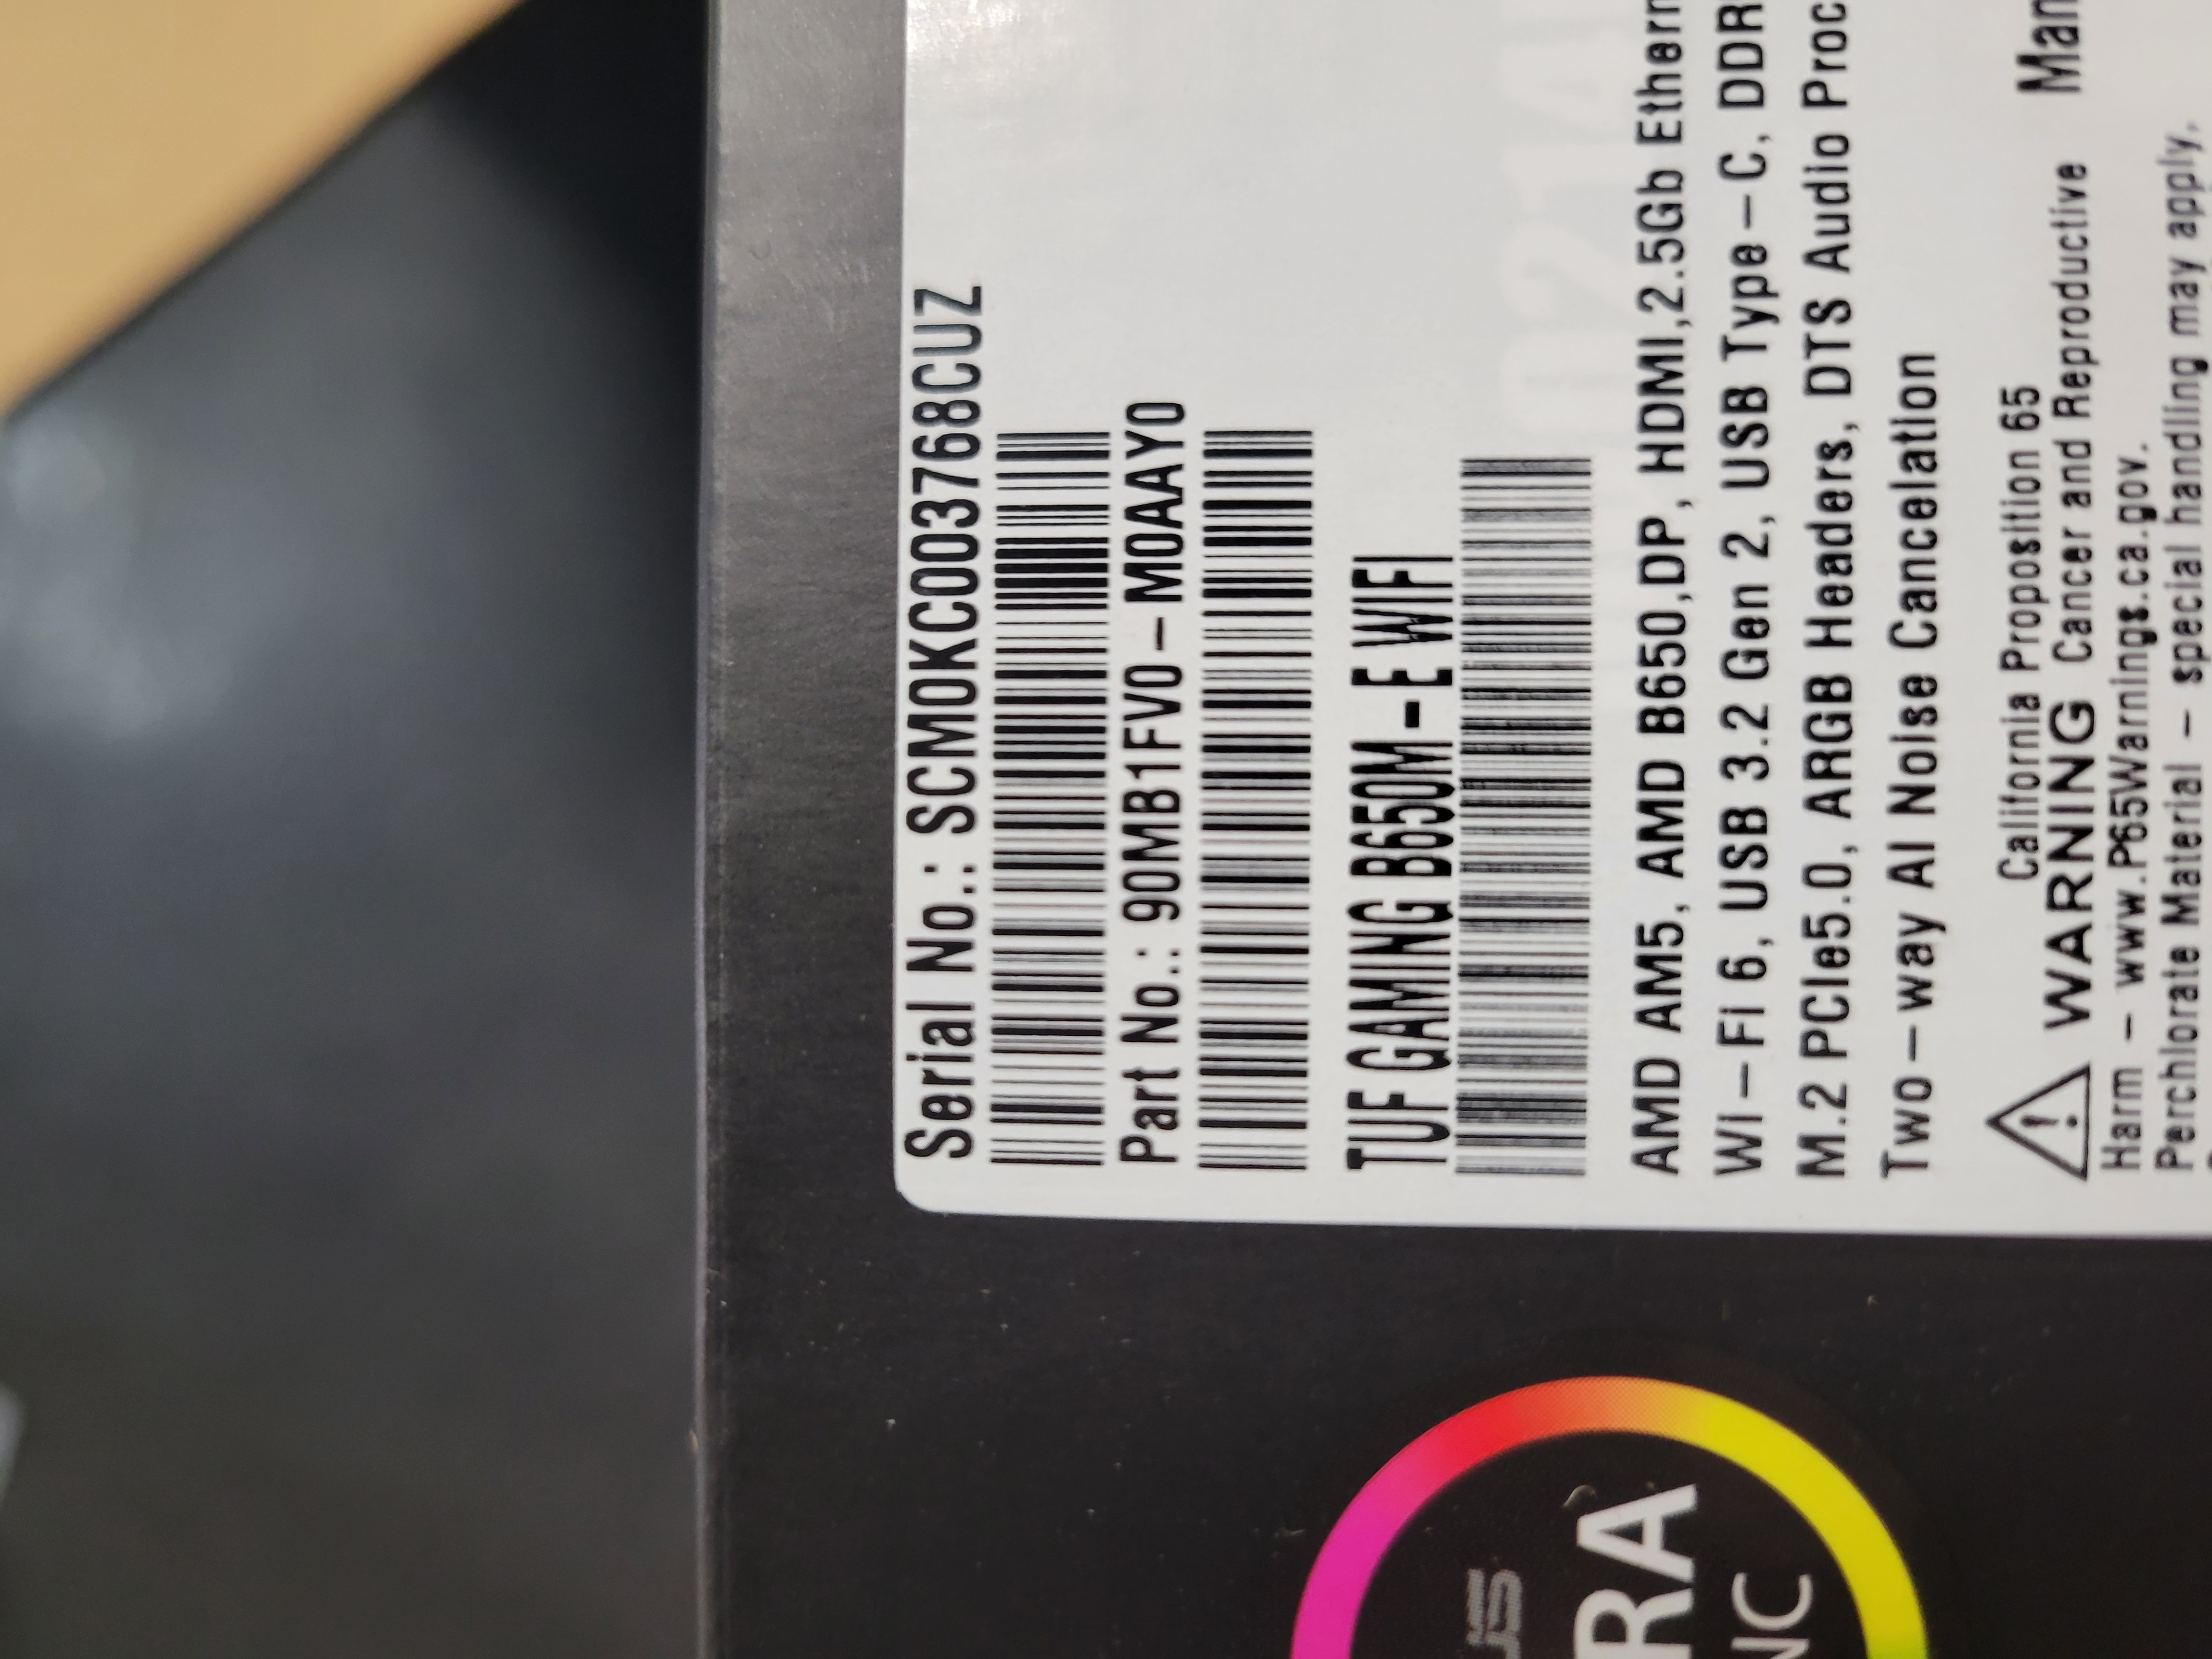 Serial No.: SCM0KC003768CUZ
Part No.: 90MB1FV0-M0AAY0
TUF GAMING B650M-E WIFI
AMD AM5, AMD B650,DP, HDMI,2.5Gb Ethern
Wi-Fi 6, USB 3.2 Gen 2, USB Type-C, DDR
M.2 PCIe5.0, ARGB Headers, DTS Audio Proc
Two-way AI Noise Cancelation
California Proposition 65
WARNING Cancer and Reproductive
Harm - www.P65Warnings.ca.gov.
Perchlorate Material - special handling may apply,
Man
RA
NC